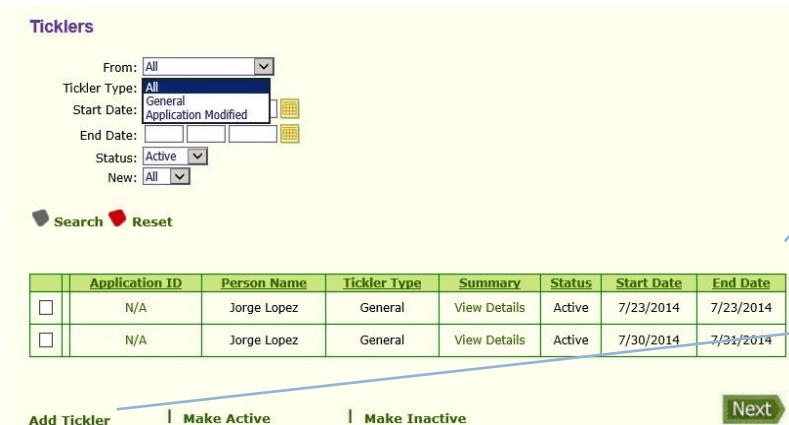 Ticklers
From: All
Tickler Type: All
General
Start Date: Application Modified
End Date:
Status: Active
New: All
Search Reset
Application ID Person Name Tickler Type Summary Status Start Date End Date
N/A Jorge Lopez General View Details Active 7/23/2014 7/23/2014
N/A Jorge Lopez General View Details Active 7/30/2014 7/31/2014
Add Tickler | Make Active | Make Inactive Next